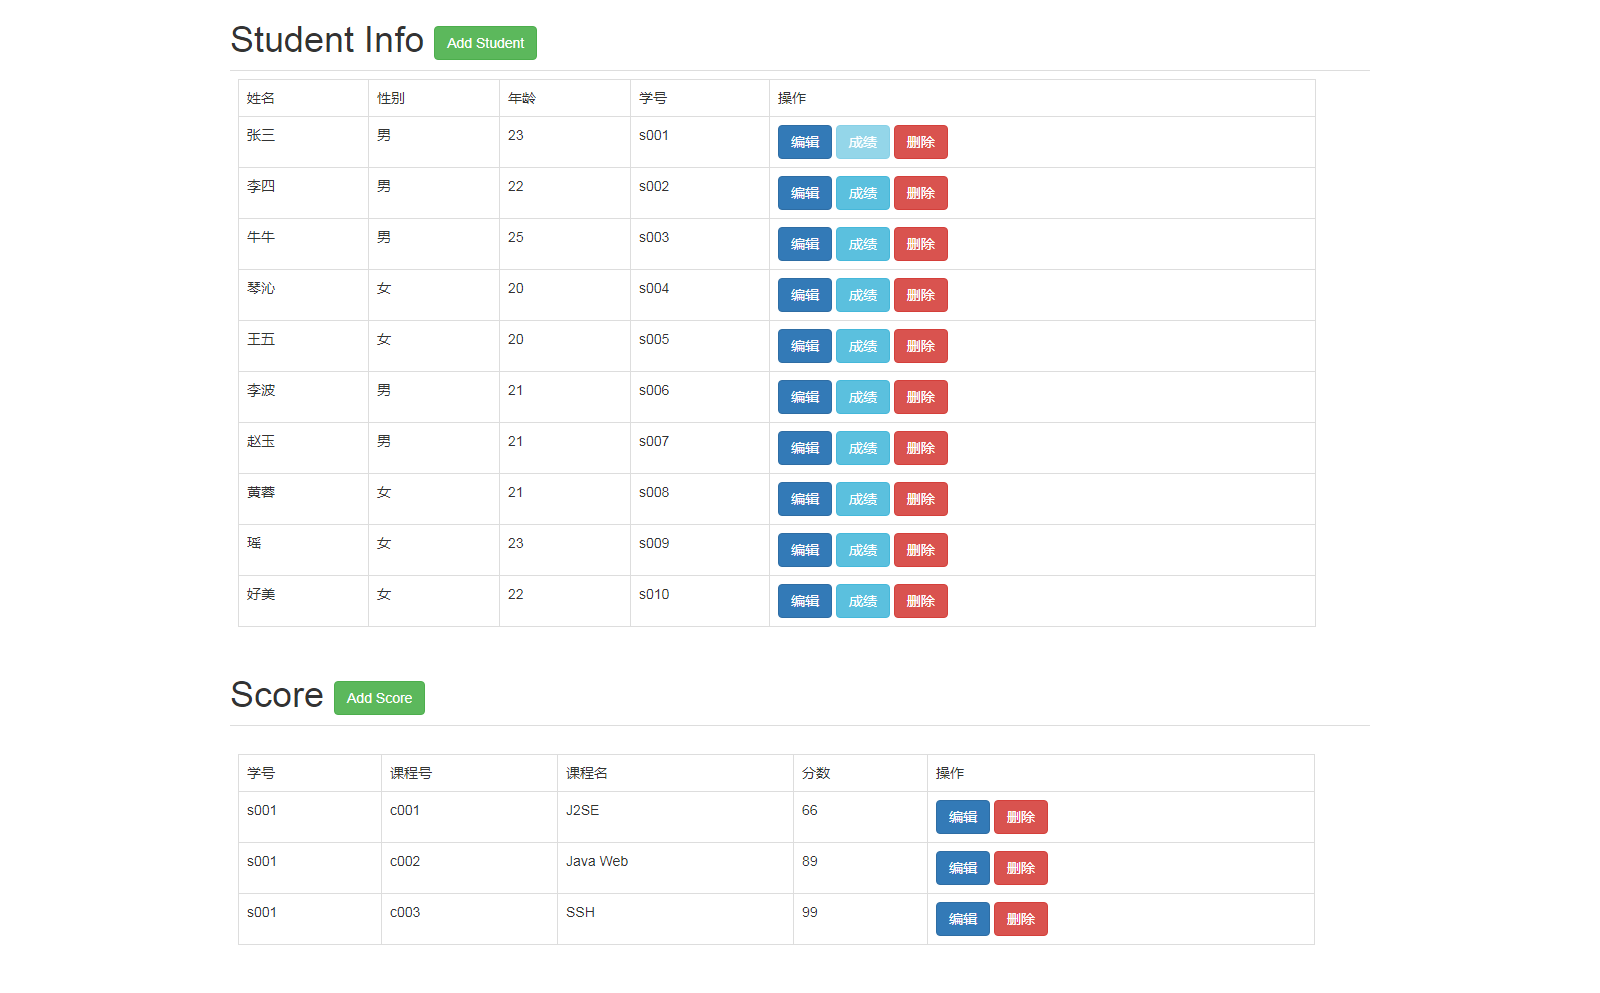 Student Info Add Student
姓名 性别 年龄 学号 操作
张三 男 23 s001 编辑 成绩 删除
李四 男 22 s002 编辑 成绩 删除
牛牛 男 25 s003 编辑 成绩 删除
琴沁 女 20 s004 编辑 成绩 删除
王五 女 20 s005 编辑 成绩 删除
李波 男 21 s006 编辑 成绩 删除
赵玉 男 21 s007 编辑 成绩 删除
黄蓉 女 21 s008 编辑 成绩 删除
瑶 女 23 s009 编辑 成绩 删除
好美 女 22 s010 编辑 成绩 删除
Score Add Score
学号 课程号 课程名 分数 操作
s001 c001 J2SE 66 编辑 删除
s001 c002 Java Web 89 编辑 删除
s001 c003 SSH 99 编辑 删除